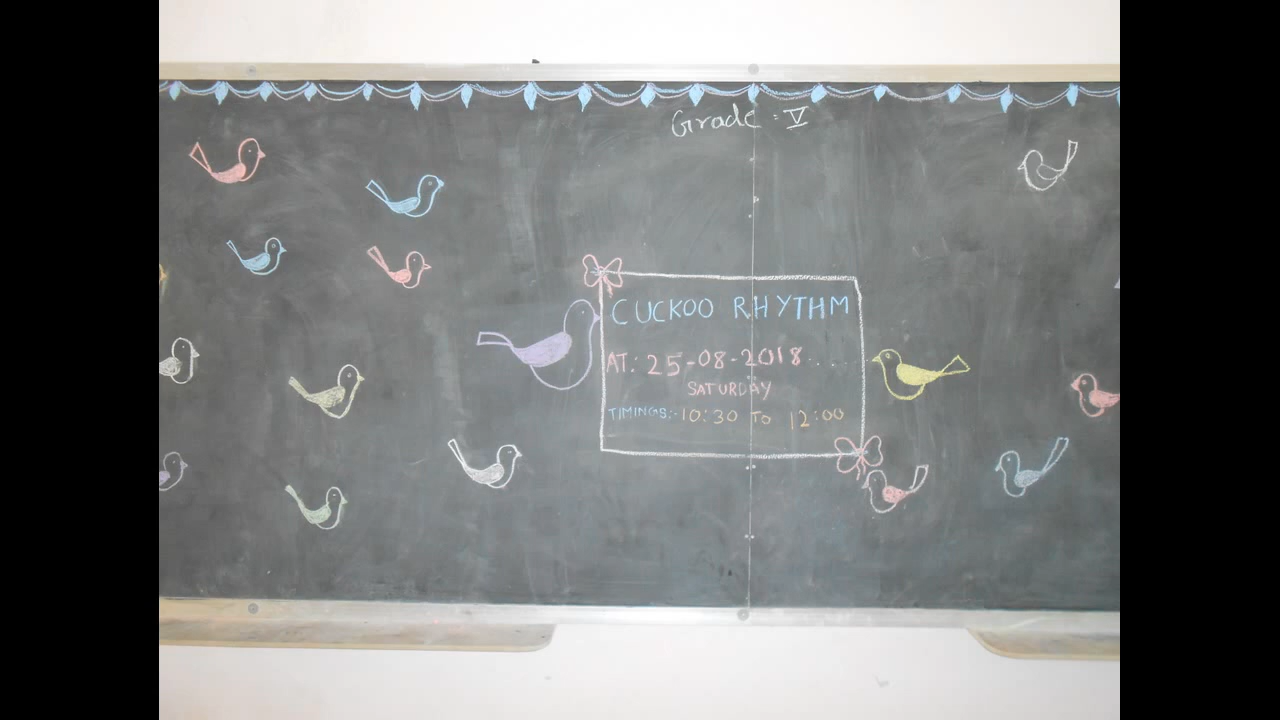 Grade : V
CUCKOO RHYTHM
AT: 25-08-2018....
SATURDAY
TIMINGS:- 10:30 To 12:00